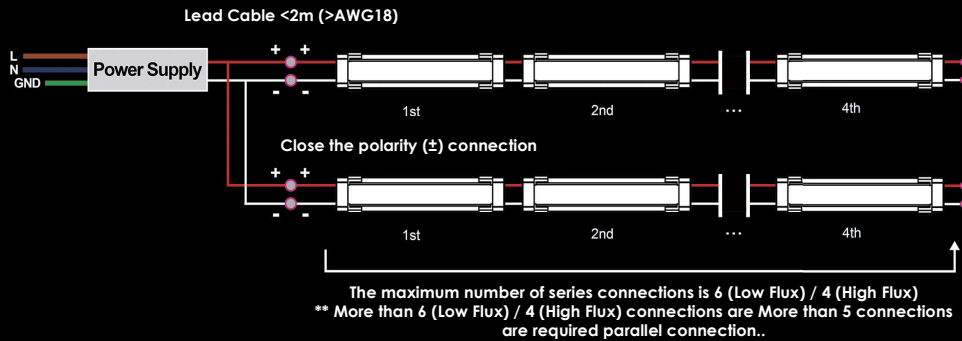 Lead Cable <2m (>AWG18)
L
N
GND
Power Supply
+ +
- -
1st 2nd ... 4th
Close the polarity (±) connection
+ +
- -
1st 2nd ... 4th
The maximum number of series connections is 6 (Low Flux) / 4 (High Flux)
** More than 6 (Low Flux) / 4 (High Flux) connections are More than 5 connections
are required parallel connection..